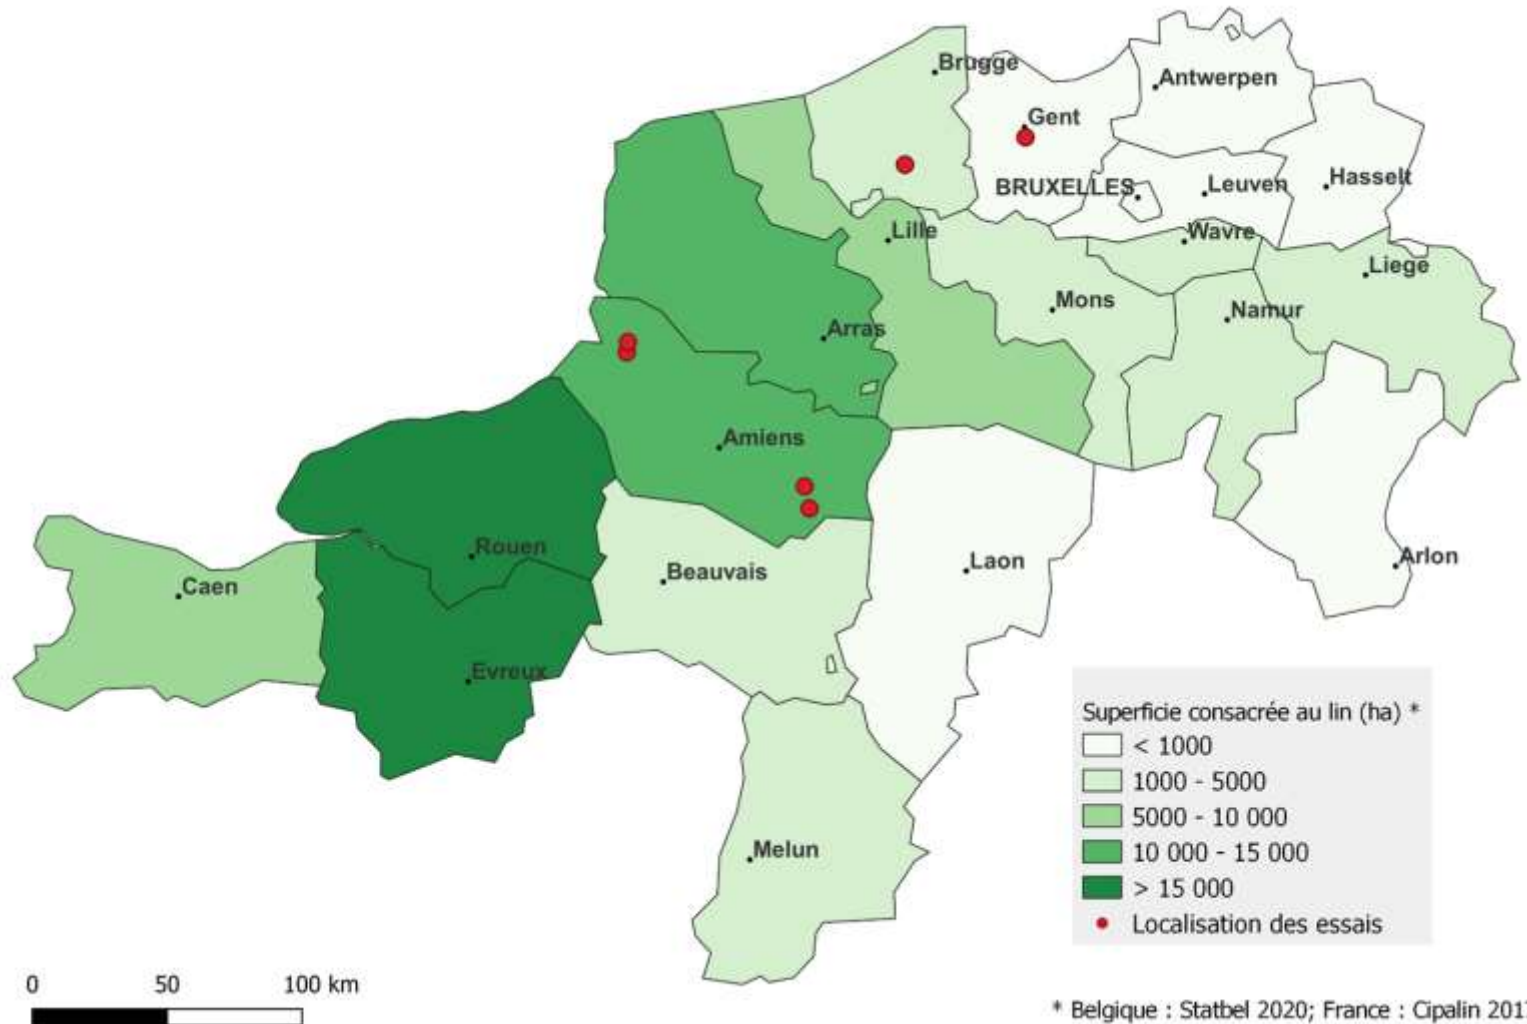 Brugge
Antwerpen
Gent
BRUXELLES
Leuven
Hasselt
Lille
Wavre
Liege
Mons
Namur
Arras
Amiens
Rouen
Beauvais
Laon
Arlon
Caen
Evreux
Melun
Superficie consacrée au lin (ha) *
< 1000
1000 - 5000
5000 - 10 000
10 000 - 15 000
> 15 000
Localisation des essais
0 50 100 km
* Belgique : Statbel 2020; France : Cipalin 201